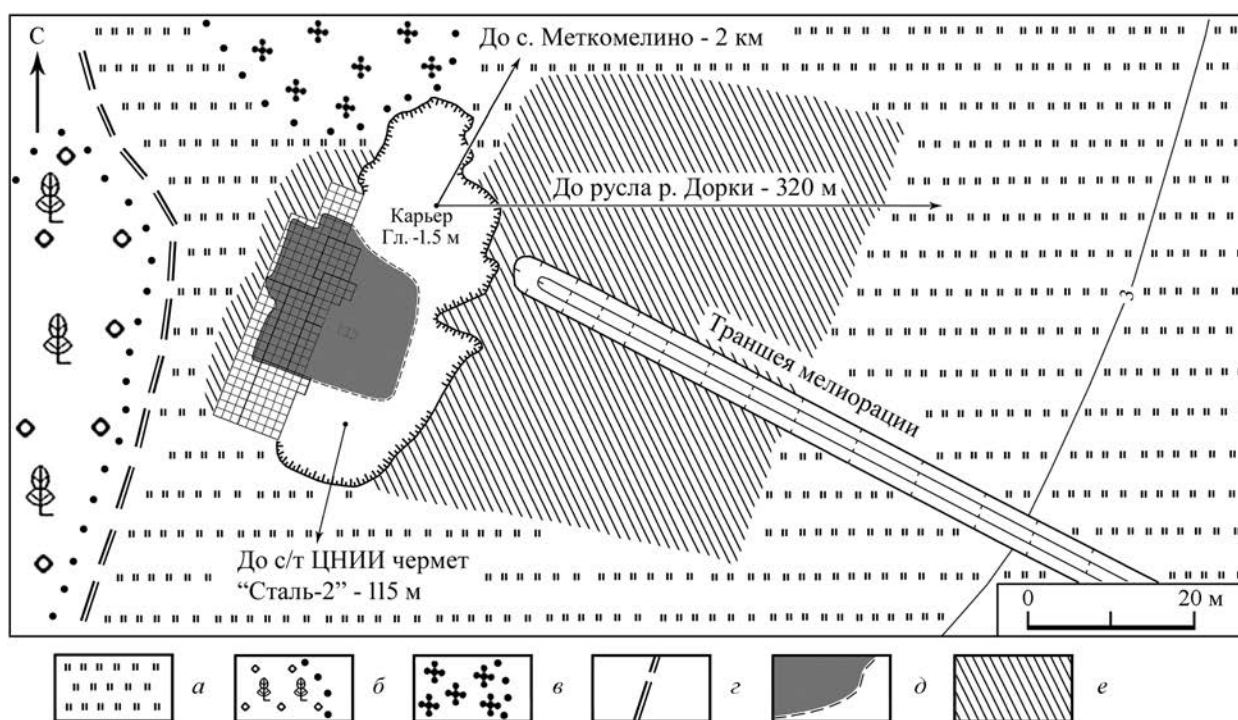 С
До с. Меткомелино - 2 км
До русла р. Дорки - 320 м
Карьер
Гл. -1.5 м
Траншея мелиорации
3
До с/т ЦНИИ чермет
“Сталь-2” - 115 м
0 20 м
а б в г д е